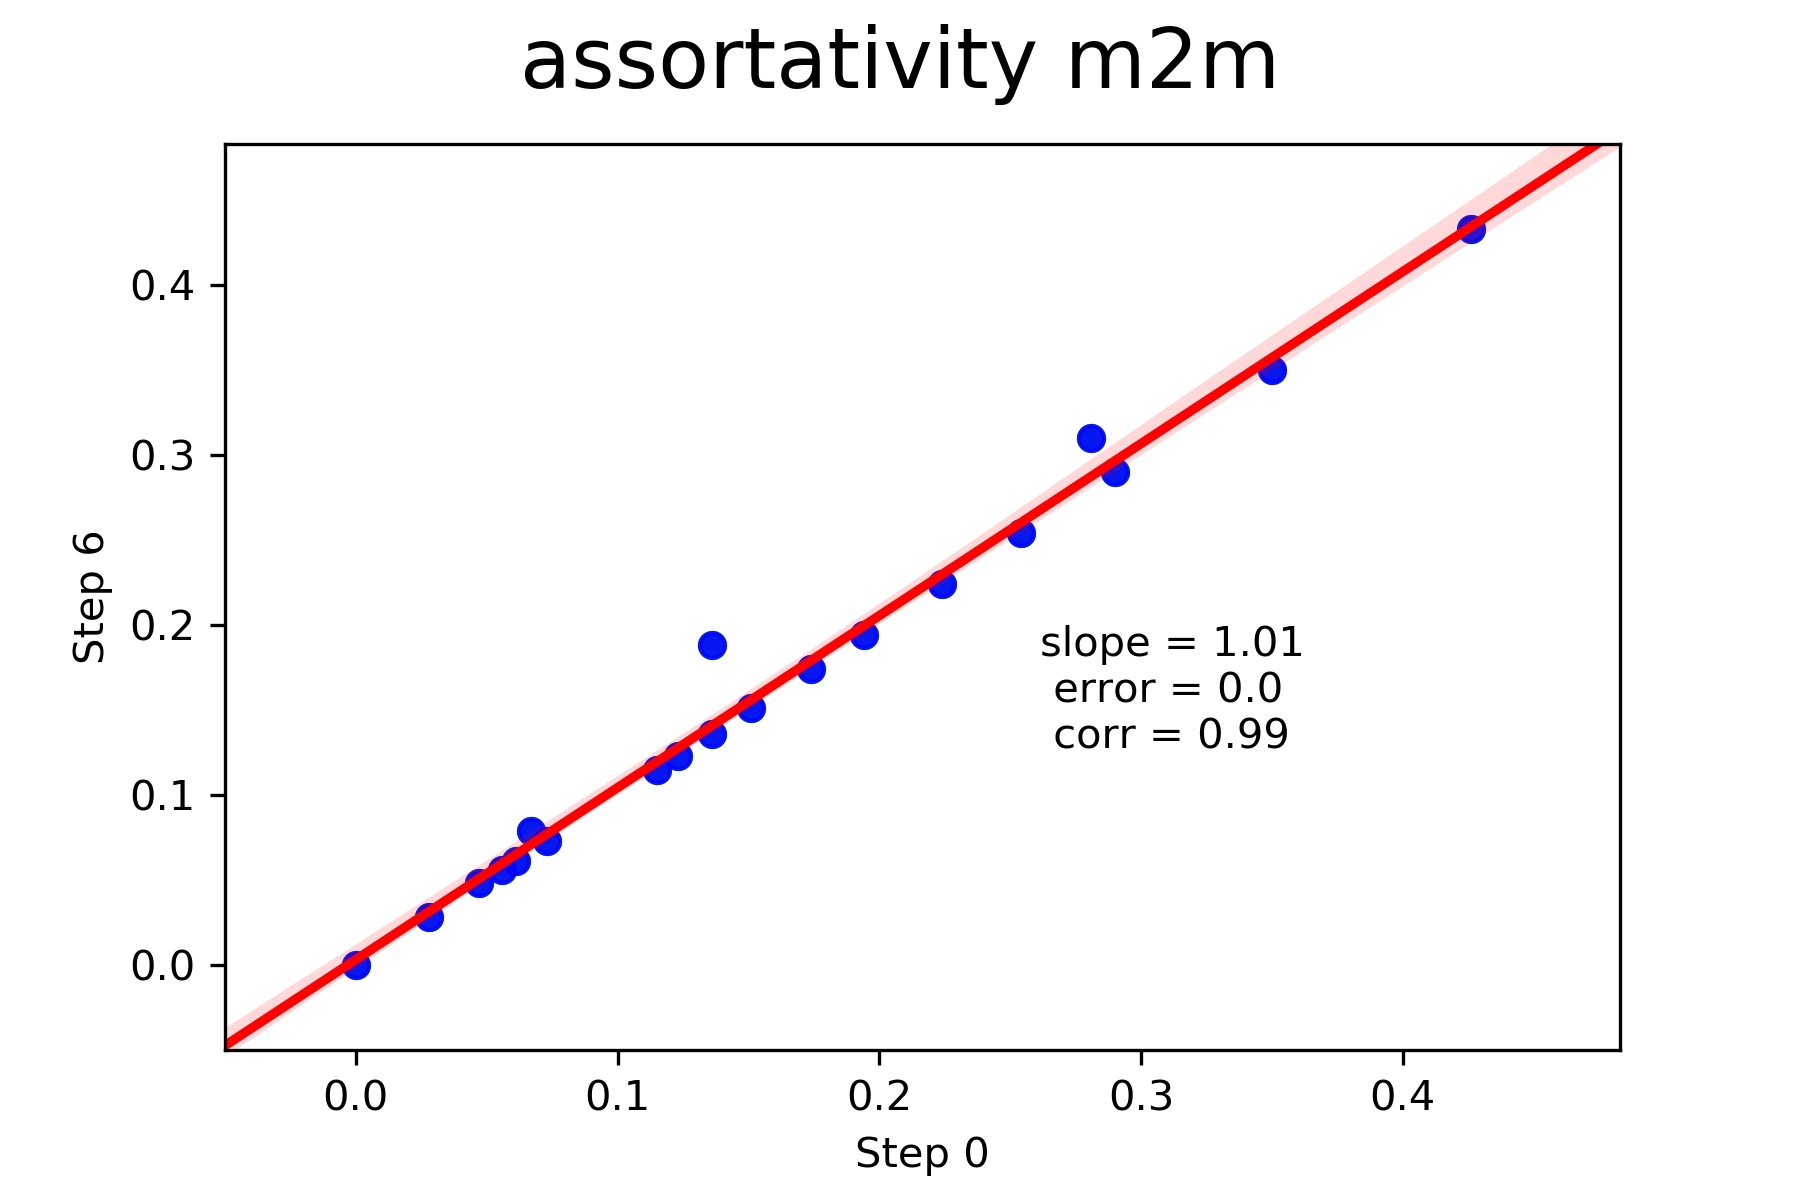 assortativity m2m
0.4
0.3
0.2
0.1
0.0
Step 6
slope = 1.01
error = 0.0
corr = 0.99
0.0 0.1 0.2 0.3 0.4
Step 0